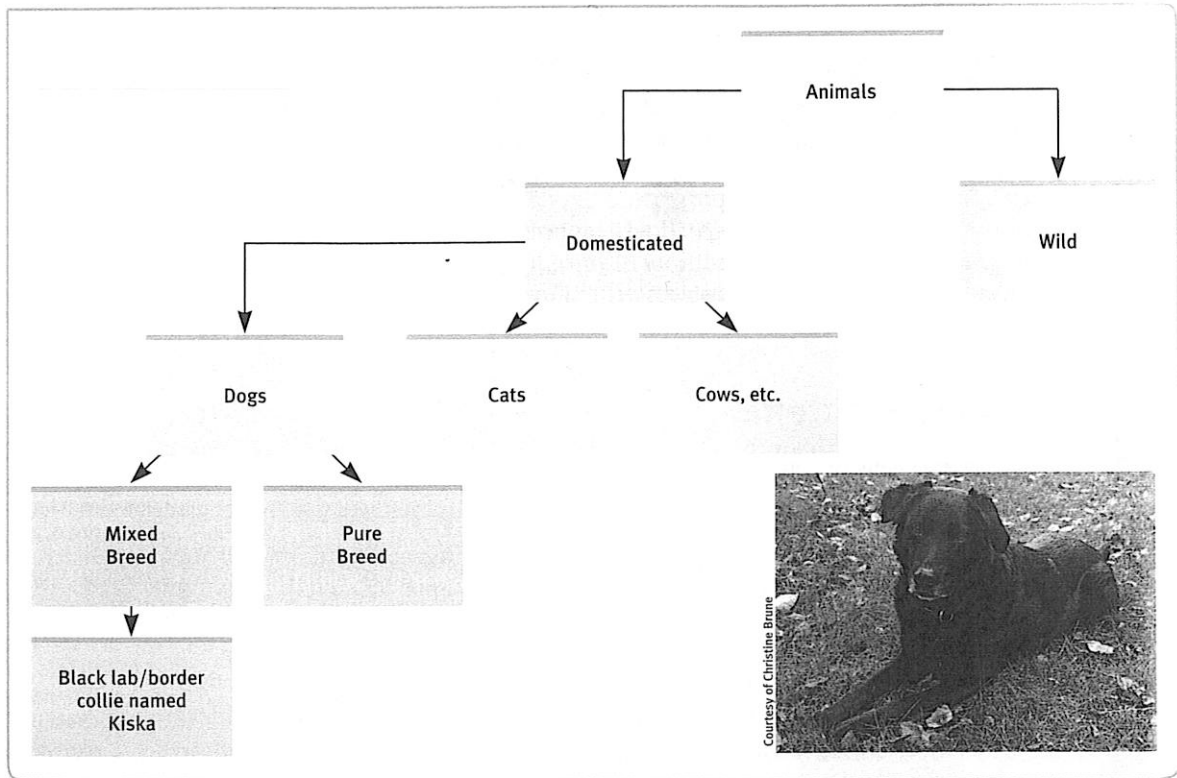 Animals
Domesticated
Wild
Dogs
Cats
Cows, etc.
Mixed
Breed
Pure
Breed
Black lab/border
collie named
Kiska
Courtesy of Christine Brune